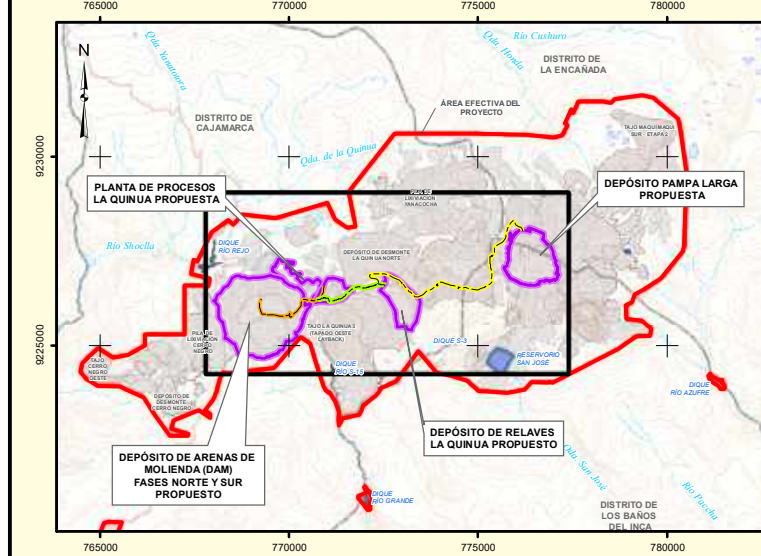 765000
770000
775000
780000
N
Qda. Yanatotora
Río Cushuro
Qda. Honda
DISTRITO DE
LA ENCAÑADA
DISTRITO DE
CAJAMARCA
ÁREA EFECTIVA DEL
PROYECTO
TAJO MAQUI MAQUI
SUR - ETAPA 2
9230000
Qda. de la Quinua
PLANTA DE PROCESOS
LA QUINUA PROPUESTA
PILA DE
LIXIVIACIÓN
YANACOCHA
DEPÓSITO PAMPA LARGA
PROPUESTA
Río Shoclla
DIQUE
RÍO REJO
DEPÓSITO DE DESMONTE
LA QUINUA NORTE
9225000
PILA DE
LIXIVIACIÓN
CERRO
NEGRO
TAJO LA QUINUA 3
(TAPADO OESTE
LAYBACK)
DIQUE S-3
RESERVORIO
SAN JOSÉ
TAJO
CERRO
NEGRO
OESTE
DIQUE
RÍO S-15
DEPÓSITO DE
DESMONTE
CERRO NEGRO
DIQUE
RÍO AZUFRE
DEPÓSITO DE ARENAS DE
MOLIENDA (DAM)
FASES NORTE Y SUR
PROPUESTO
DEPÓSITO DE RELAVES
LA QUINUA PROPUESTO
Qda. San José
Río Paccha
DIQUE
RÍO GRANDE
DISTRITO DE
LOS BAÑOS
DEL INCA
765000
770000
775000
780000